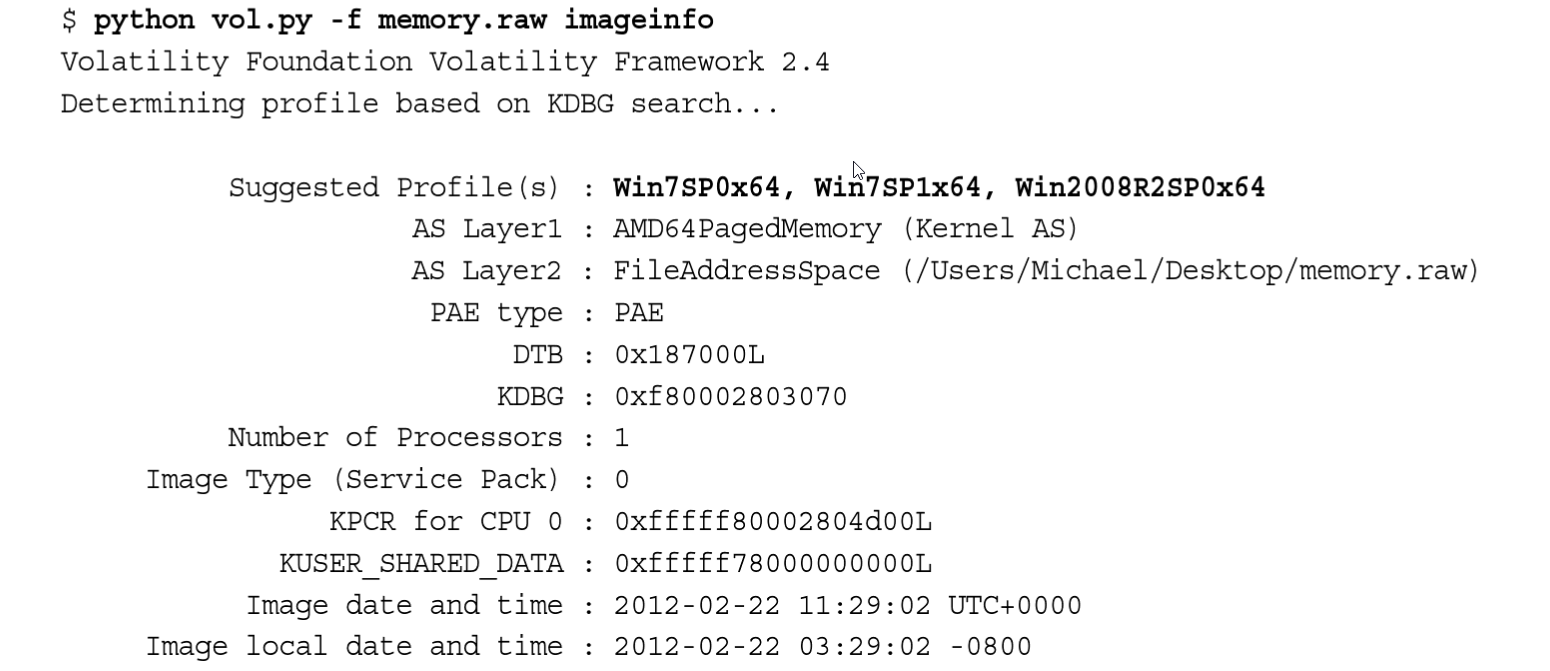 $ python vol.py -f memory.raw imageinfo
Volatility Foundation Volatility Framework 2.4
Determining profile based on KDBG search...
Suggested Profile(s) : Win7SP0x64, Win7SP1x64, Win2008R2SP0x64
AS Layer1 : AMD64PagedMemory (Kernel AS)
AS Layer2 : FileAddressSpace (/Users/Michael/Desktop/memory.raw)
PAE type : PAE
DTB : 0x187000L
KDBG : 0xf80002803070
Number of Processors : 1
Image Type (Service Pack) : 0
KPCR for CPU 0 : 0xfffff80002804d00L
KUSER_SHARED_DATA : 0xfffff78000000000L
Image date and time : 2012-02-22 11:29:02 UTC+0000
Image local date and time : 2012-02-22 03:29:02 -0800